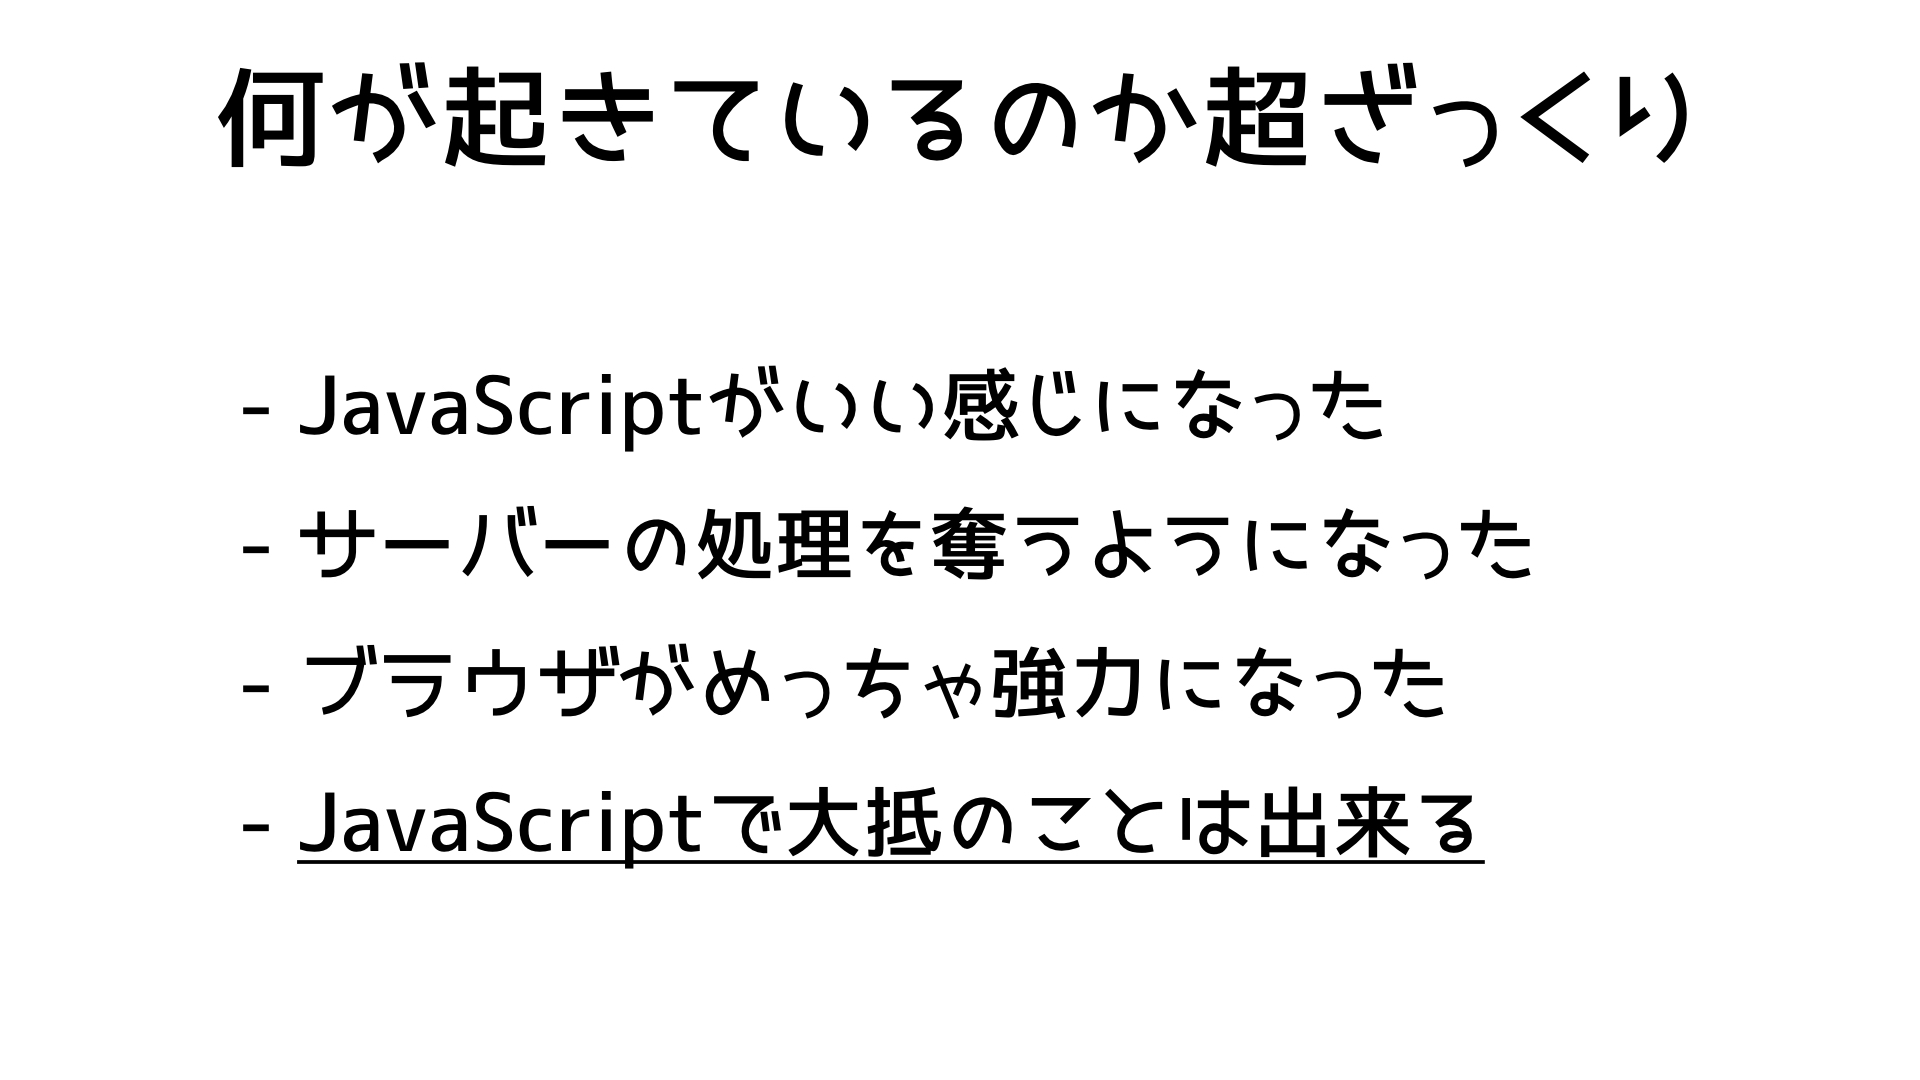 何が起きているのか超ざっくり
- JavaScriptがいい感じになった
- サーバーの処理を奪うようになった
- ブラウザがめっちゃ強力になった
- JavaScriptで大抵のことは出来る